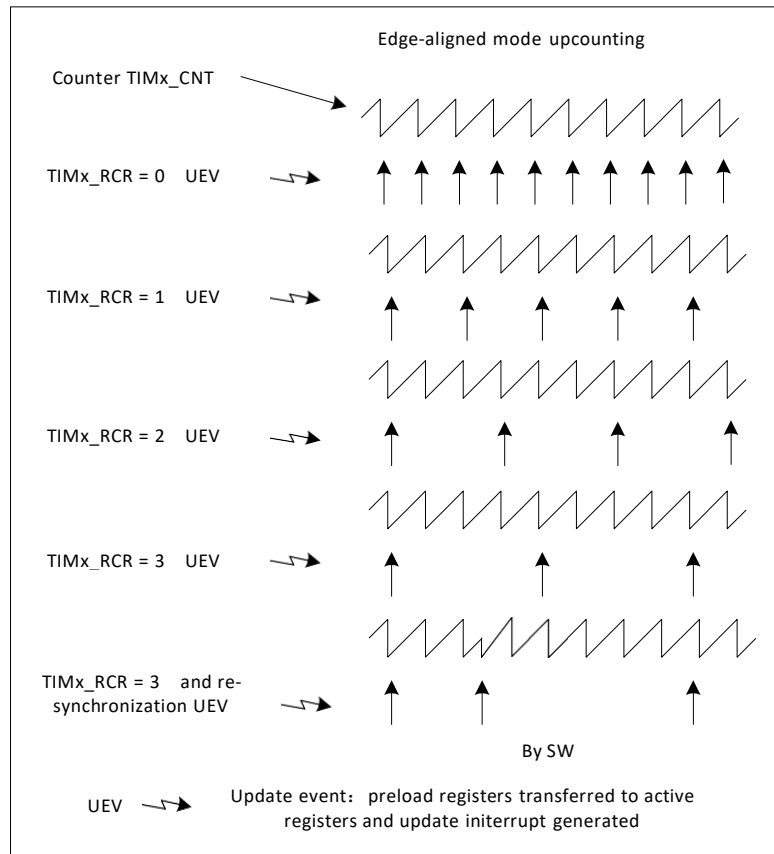 Edge-aligned mode upcounting
Counter TIMx_CNT
TIMx_RCR = 0 UEV
TIMx_RCR = 1 UEV
TIMx_RCR = 2 UEV
TIMx_RCR = 3 UEV
TIMx_RCR = 3 and re-
synchronization UEV
By SW
UEV
Update event： preload registers transferred to active
registers and update initerrupt generated